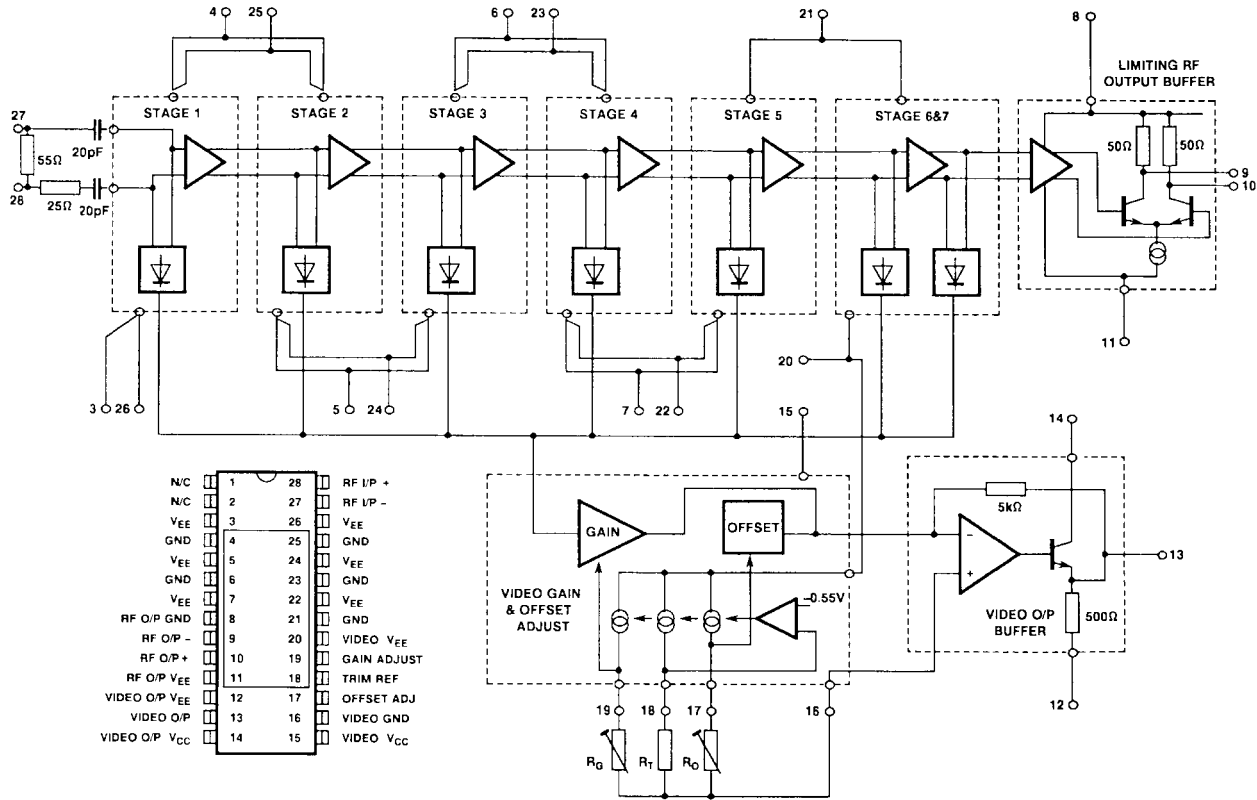 4 25 6 23 21 8
LIMITING RF
OUTPUT BUFFER
STAGE 1 STAGE 2 STAGE 3 STAGE 4 STAGE 5 STAGE 6&7
27
20pF
55Ω
28
25Ω
20pF
50Ω 50Ω
9
10
11
20
3 26 5 24 7 22
15
14
N/C 1 28 RF I/P +
N/C 2 27 RF I/P −
VEE 3 26 VEE
GND 4 25 GND
VEE 5 24 VEE
GND 6 23 GND
VEE 7 22 VEE
RF O/P GND 8 21 GND
RF O/P − 9 20 VIDEO VEE
RF O/P + 10 19 GAIN ADJUST
RF O/P VEE 11 18 TRIM REF
VIDEO O/P VEE 12 17 OFFSET ADJ
VIDEO O/P 13 16 VIDEO GND
VIDEO O/P VCC 14 15 VIDEO VCC
GAIN
OFFSET
VIDEO GAIN
& OFFSET
ADJUST
−0.55V
5kΩ
−
+
13
VIDEO O/P
BUFFER
500Ω
12
19 18 17 16
RG RT RO